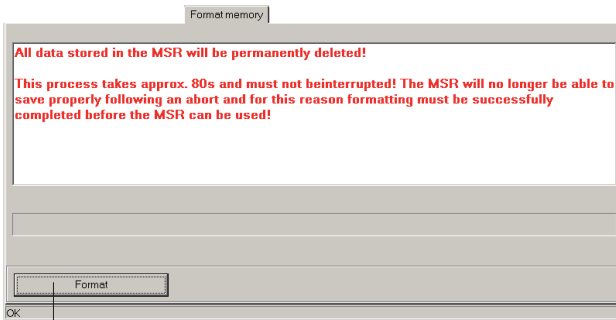 Format memory
All data stored in the MSR will be permanently deleted!
This process takes approx. 80s and must not beinterrupted! The MSR will no longer be able to
save properly following an abort and for this reason formatting must be successfully
completed before the MSR can be used!
Format
OK